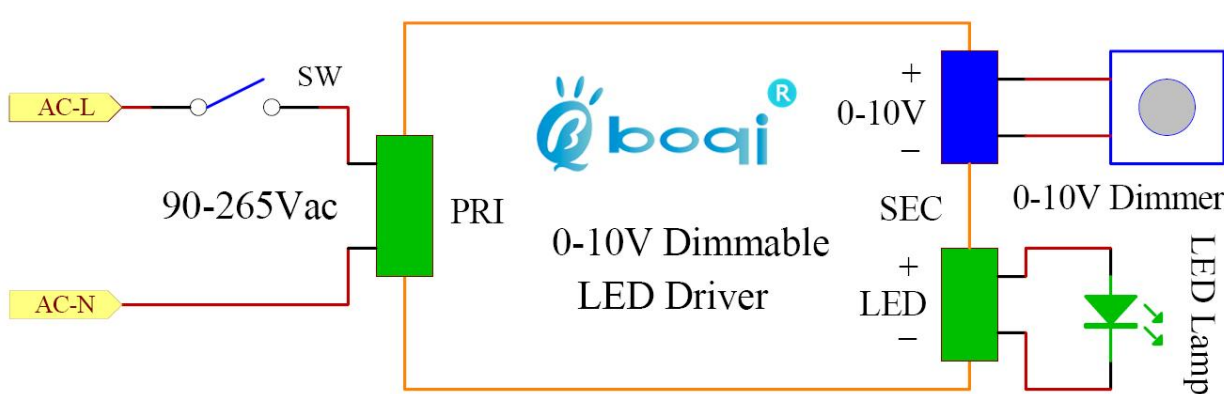 AC-L
SW
90-265Vac
AC-N
PRI
boqi®
0-10V Dimmable
LED Driver
+
0-10V
−
SEC
+
LED
−
0-10V Dimmer
LED Lamp